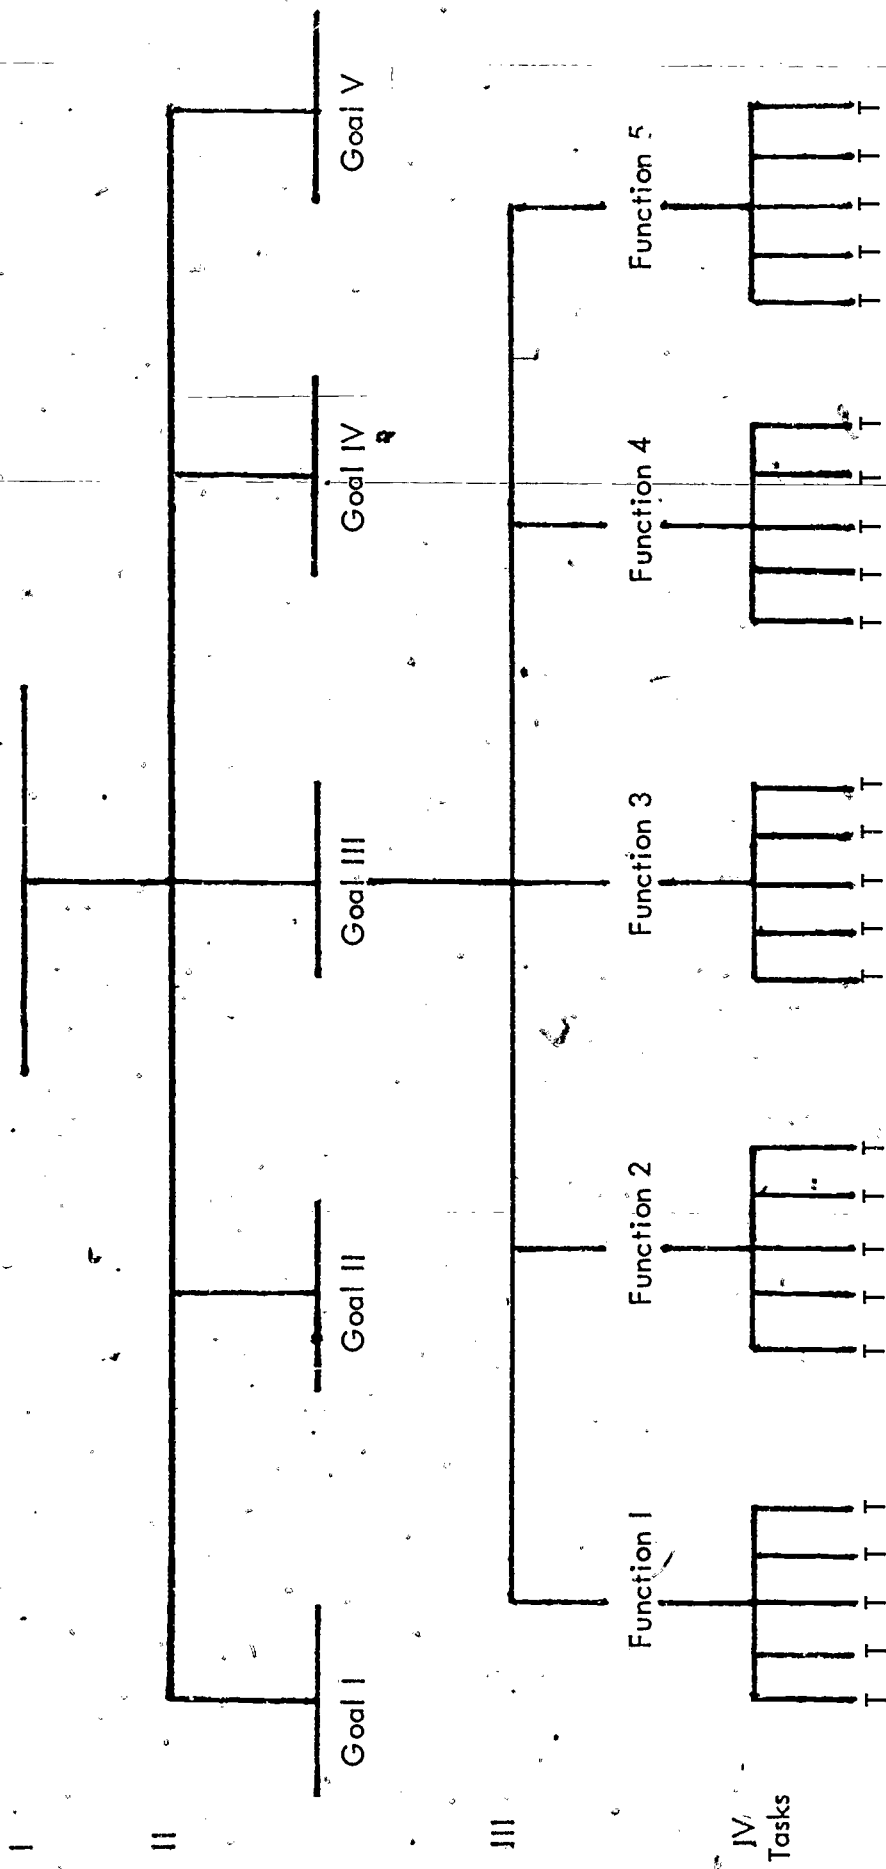 I
II
Goal I Goal II Goal III Goal IV Goal V
III
Function 1 Function 2 Function 3 Function 4 Function 5
IV
Tasks
T T T T T T T T T T T T T T T T T T T T T T T T T